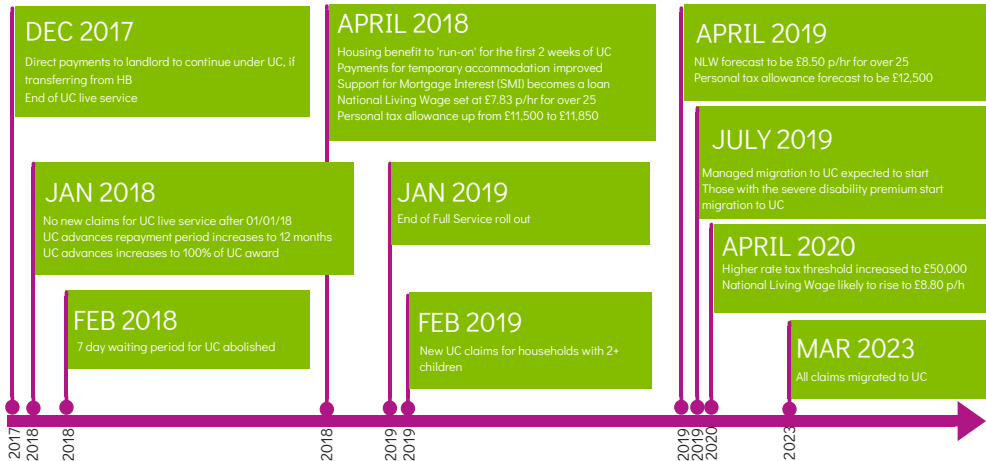 DEC 2017
Direct payments to landlord to continue under UC, if
transferring from HB
End of UC live service
JAN 2018
No new claims for UC live service after 01/01/18
UC advances repayment period increases to 12 months
UC advances increases to 100% of UC award
FEB 2018
7 day waiting period for UC abolished
APRIL 2018
Housing benefit to 'run-on' for the first 2 weeks of UC
Payments for temporary accommodation improved
Support for Mortgage Interest (SMI) becomes a loan
National Living Wage set at £7.83 p/hr for over 25
Personal tax allowance up from £11,500 to £11,850
JAN 2019
End of Full Service roll out
FEB 2019
New UC claims for households with 2+
children
APRIL 2019
NLW forecast to be £8.50 p/hr for over 25
Personal tax allowance forecast to be £12,500
JULY 2019
Managed migration to UC expected to start
Those with the severe disability premium start
migration to UC
APRIL 2020
Higher rate tax threshold increased to £50,000
National Living Wage likely to rise to £8.80 p/h
MAR 2023
All claims migrated to UC
2017
2018
2018
2018
2019
2019
2019
2019
2020
2023